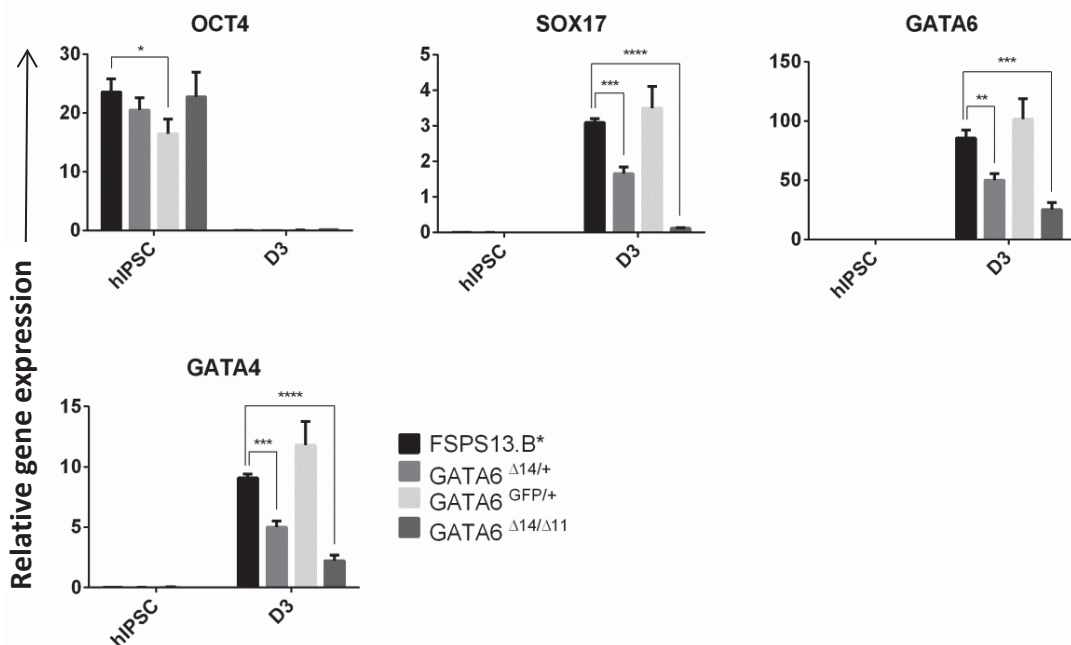 OCT4
SOX17
GATA6
30
20
10
0
*
hIPSC
D3
5
4
3
2
1
0
****
***
hIPSC
D3
150
100
50
0
***
**
hIPSC
D3
Relative gene expression
GATA4
15
10
5
0
****
***
hIPSC
D3
FSPS13.B*
GATA6 Δ14/+
GATA6 GFP/+
GATA6 Δ14/Δ11